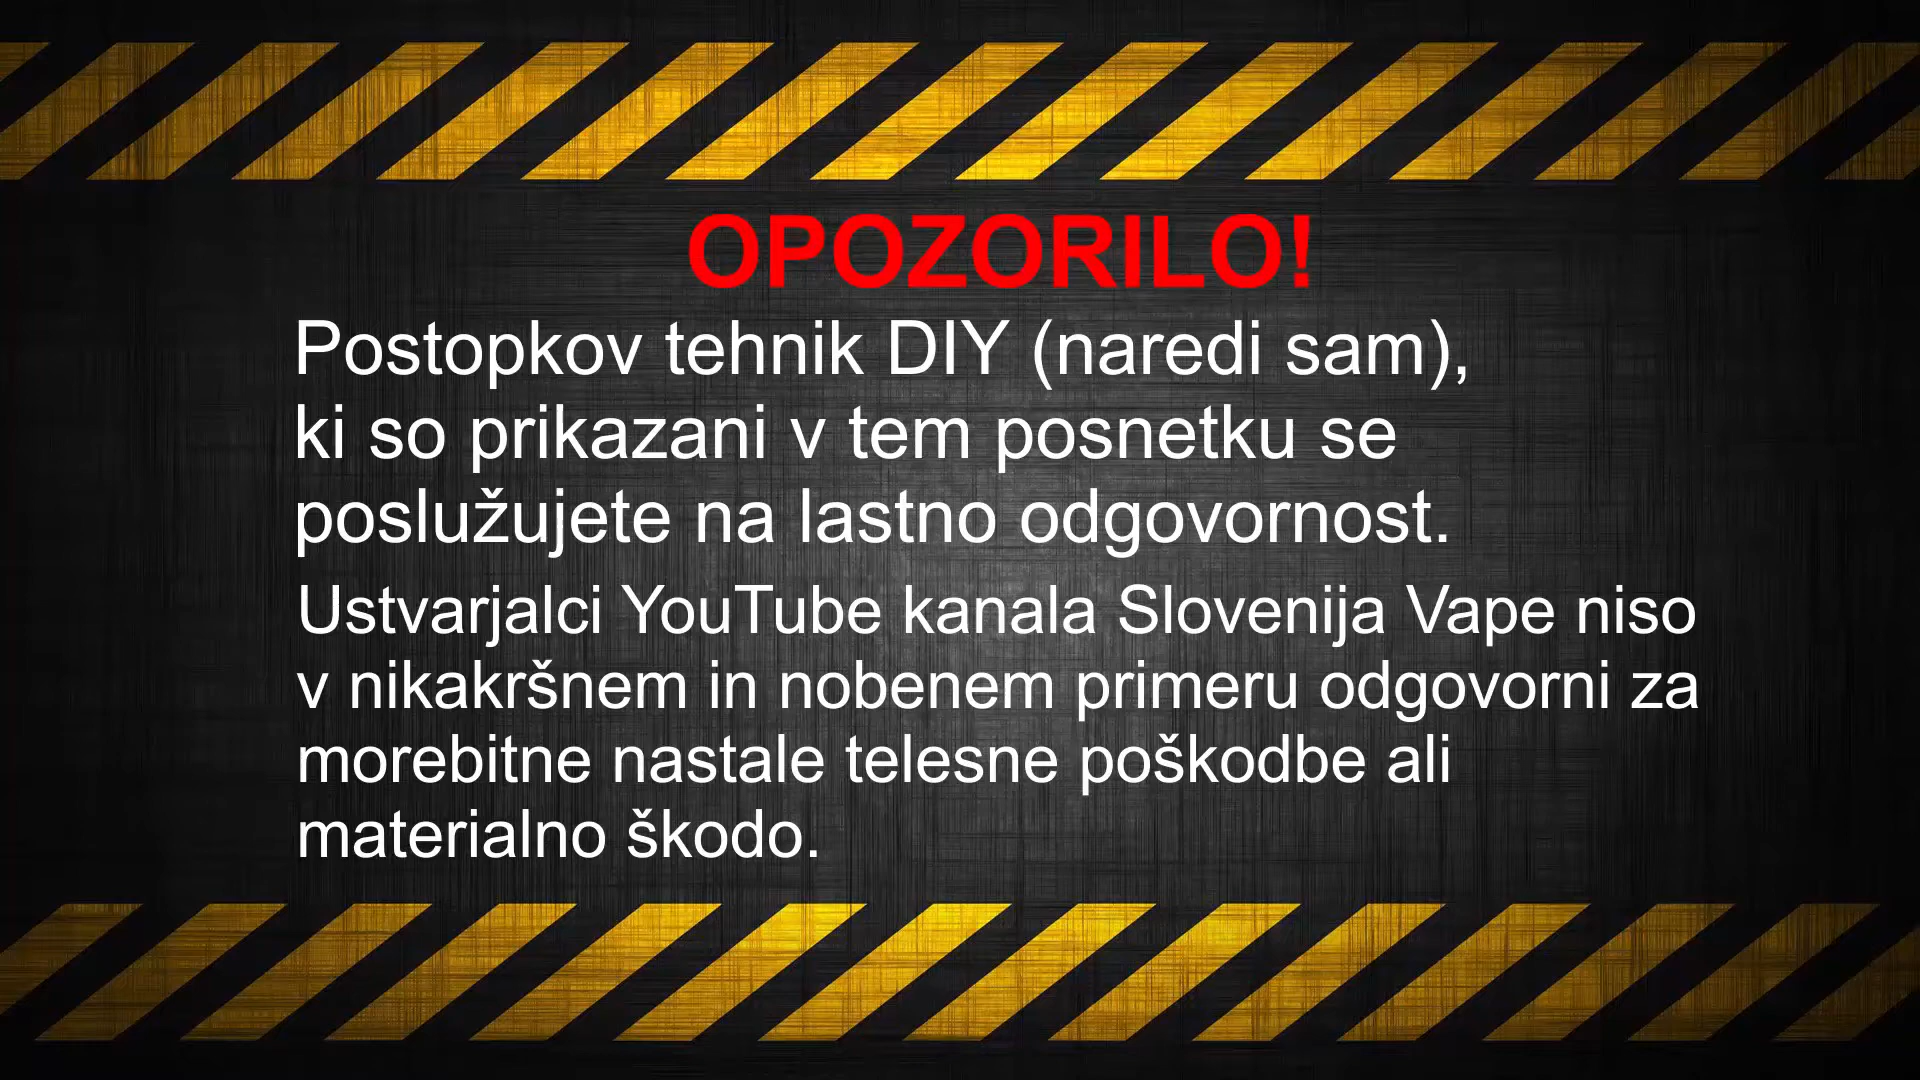 OPOZORILO!
Postopkov tehnik DIY (naredi sam),
ki so prikazani v tem posnetku se
poslužujete na lastno odgovornost.
Ustvarjalci YouTube kanala Slovenija Vape niso
v nikakršnem in nobenem primeru odgovorni za
morebitne nastale telesne poškodbe ali
materialno škodo.